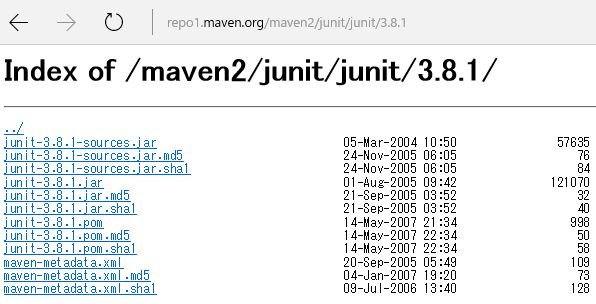 repo1.maven.org/maven2/junit/junit/3.8.1
Index of /maven2/junit/junit/3.8.1/
../
junit-3.8.1-sources.jar 05-Mar-2004 10:50 57635
junit-3.8.1-sources.jar.md5 24-Nov-2005 06:05 76
junit-3.8.1-sources.jar.sha1 24-Nov-2005 06:05 84
junit-3.8.1.jar 01-Aug-2005 09:42 121070
junit-3.8.1.jar.md5 21-Sep-2005 03:52 32
junit-3.8.1.jar.sha1 21-Sep-2005 03:52 40
junit-3.8.1.pom 14-May-2007 21:34 998
junit-3.8.1.pom.md5 14-May-2007 22:34 50
junit-3.8.1.pom.sha1 14-May-2007 22:34 58
maven-metadata.xml 20-Sep-2005 05:49 109
maven-metadata.xml.md5 04-Jan-2007 19:20 73
maven-metadata.xml.sha1 09-Jul-2006 13:40 128